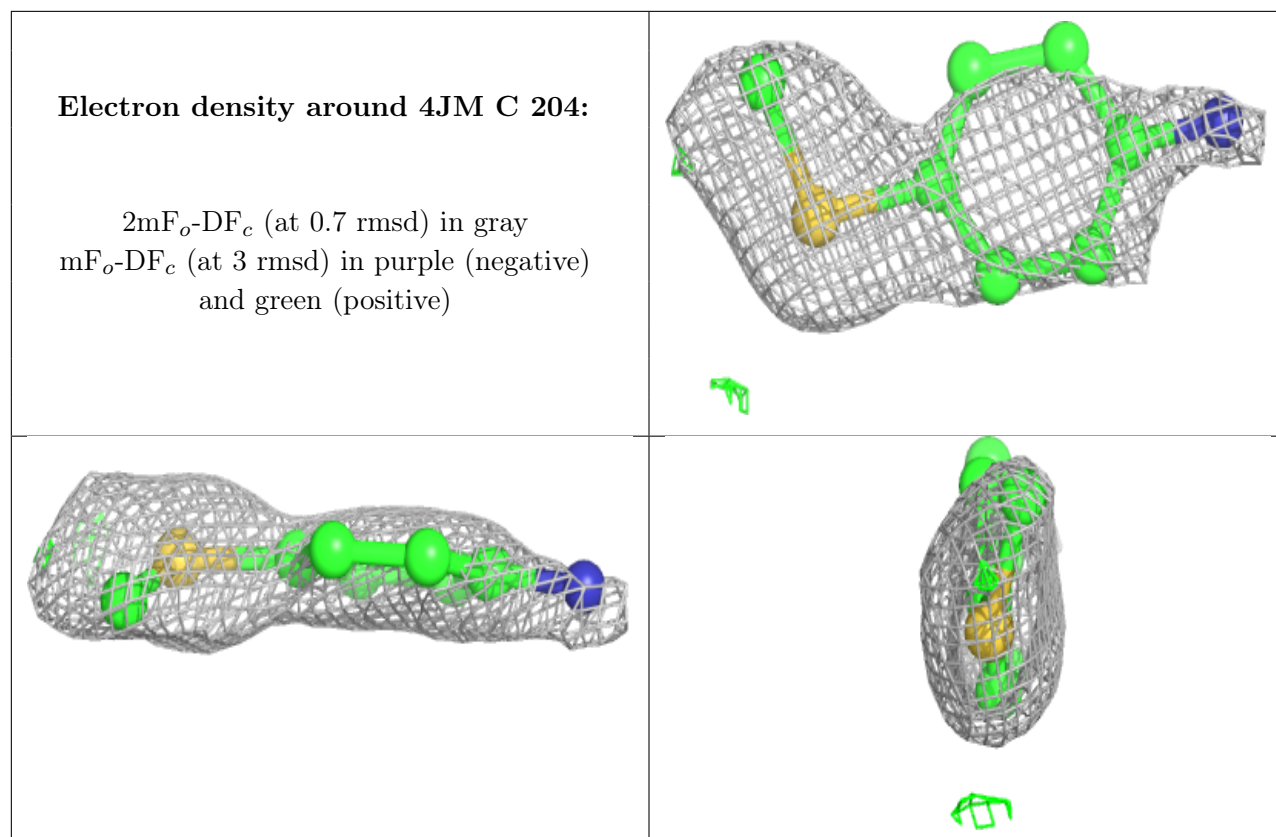 Electron density around 4JM C 204:
2mFo-DFc (at 0.7 rmsd) in gray
mFo-DFc (at 3 rmsd) in purple (negative)
and green (positive)